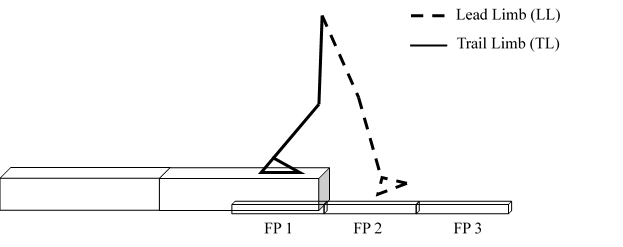 Lead Limb (LL)
Trail Limb (TL)
FP 1 FP 2 FP 3